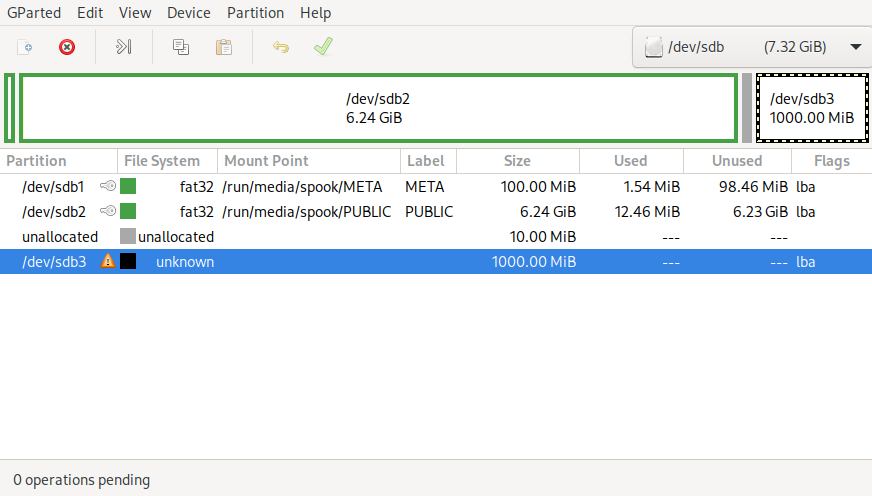 GParted Edit View Device Partition Help
/dev/sdb (7.32 GiB)
/dev/sdb2
6.24 GiB
/dev/sdb3
1000.00 MiB
Partition File System Mount Point Label Size Used Unused Flags
/dev/sdb1 fat32 /run/media/spook/META META 100.00 MiB 1.54 MiB 98.46 MiB lba
/dev/sdb2 fat32 /run/media/spook/PUBLIC PUBLIC 6.24 GiB 12.46 MiB 6.23 GiB lba
unallocated unallocated 10.00 MiB --- ---
/dev/sdb3 unknown 1000.00 MiB --- --- lba
0 operations pending